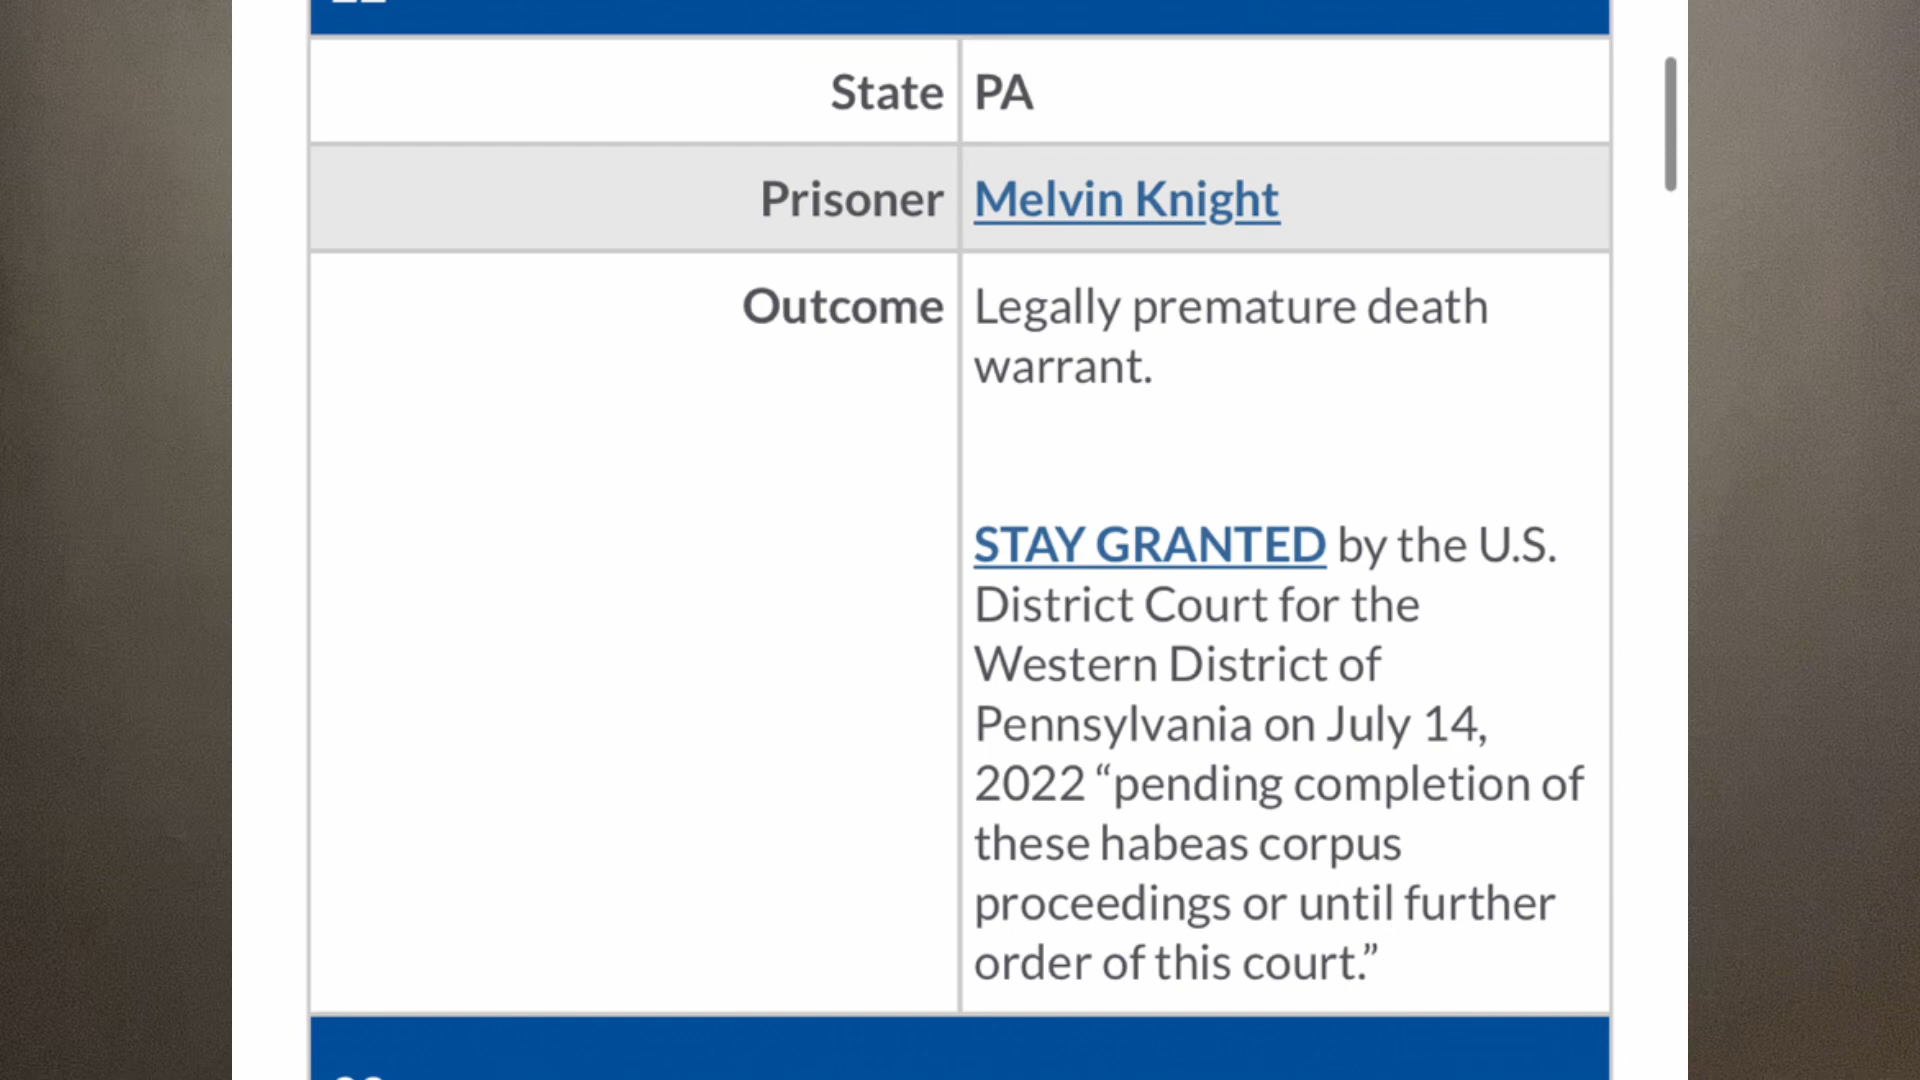 State PA
Prisoner Melvin Knight
Outcome Legally premature death
warrant.
STAY GRANTED by the U.S.
District Court for the
Western District of
Pennsylvania on July 14,
2022 “pending completion of
these habeas corpus
proceedings or until further
order of this court.”